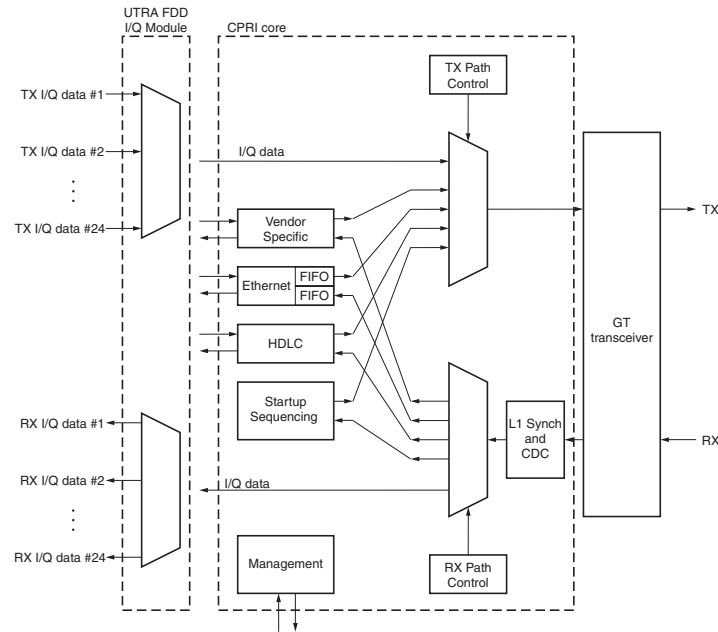 UTRA FDD
I/Q Module
CPRI core
TX I/Q data #1
TX Path
Control
TX I/Q data #2
I/Q data
TX I/Q data #24
TX
Vendor
Specific
Ethernet
FIFO
FIFO
GT
transceiver
HDLC
Startup
Sequencing
RX I/Q data #1
L1 Synch
and
CDC
RX
RX I/Q data #2
I/Q data
RX I/Q data #24
Management
RX Path
Control